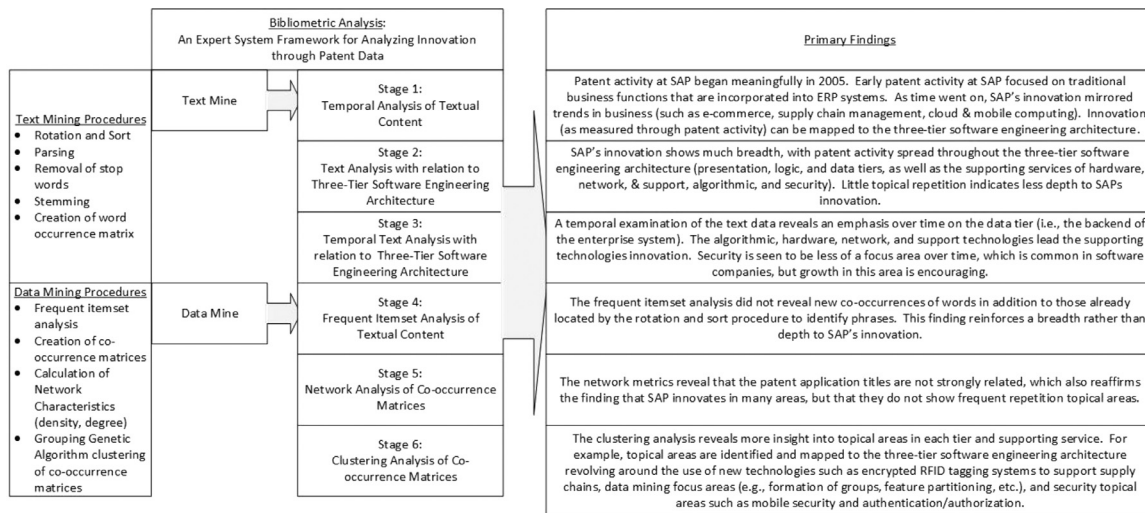 Bibliometric Analysis:
An Expert System Framework for Analyzing Innovation
through Patent Data
Primary Findings
Text Mining Procedures
• Rotation and Sort
• Parsing
• Removal of stop
words
• Stemming
• Creation of word
occurrence matrix
Text Mine
Stage 1:
Temporal Analysis of Textual
Content
Patent activity at SAP began meaningfully in 2005. Early patent activity at SAP focused on traditional
business functions that are incorporated into ERP systems. As time went on, SAP's innovation mirrored
trends in business (such as e-commerce, supply chain management, cloud & mobile computing). Innovation
(as measured through patent activity) can be mapped to the three-tier software engineering architecture.
Stage 2:
Text Analysis with relation to
Three-Tier Software Engineering
Architecture
SAP's innovation shows much breadth, with patent activity spread throughout the three-tier software
engineering architecture (presentation, logic, and data tiers, as well as the supporting services of hardware,
network, & support, algorithmic, and security). Little topical repetition indicates less depth to SAPs
innovation.
Stage 3:
Temporal Text Analysis with
relation to Three-Tier Software
Engineering Architecture
A temporal examination of the text data reveals an emphasis over time on the data tier (i.e., the backend of
the enterprise system). The algorithmic, hardware, network, and support technologies lead the supporting
technologies innovation. Security is seen to be less of a focus area over time, which is common in software
companies, but growth in this area is encouraging.
Data Mining Procedures
• Frequent itemset
analysis
• Creation of co-
occurrence matrices
• Calculation of
Network
Characteristics
(density, degree)
• Grouping Genetic
Algorithm clustering
of co-occurrence
matrices
Data Mine
Stage 4:
Frequent Itemset Analysis of
Textual Content
The frequent itemset analysis did not reveal new co-occurrences of words in addition to those already
located by the rotation and sort procedure to identify phrases. This finding reinforces a breadth rather than
depth to SAP's innovation.
Stage 5:
Network Analysis of Co-occurrence
Matrices
The network metrics reveal that the patent application titles are not strongly related, which also reaffirms
the finding that SAP innovates in many areas, but that they do not show frequent repetition topical areas.
Stage 6:
Clustering Analysis of Co-
occurrence Matrices
The clustering analysis reveals more insight into topical areas in each tier and supporting service. For
example, topical areas are identified and mapped to the three-tier software engineering architecture
revolving around the use of new technologies such as encrypted RFID tagging systems to support supply
chains, data mining focus areas (e.g., formation of groups, feature partitioning, etc.), and security topical
areas such as mobile security and authentication/authorization.